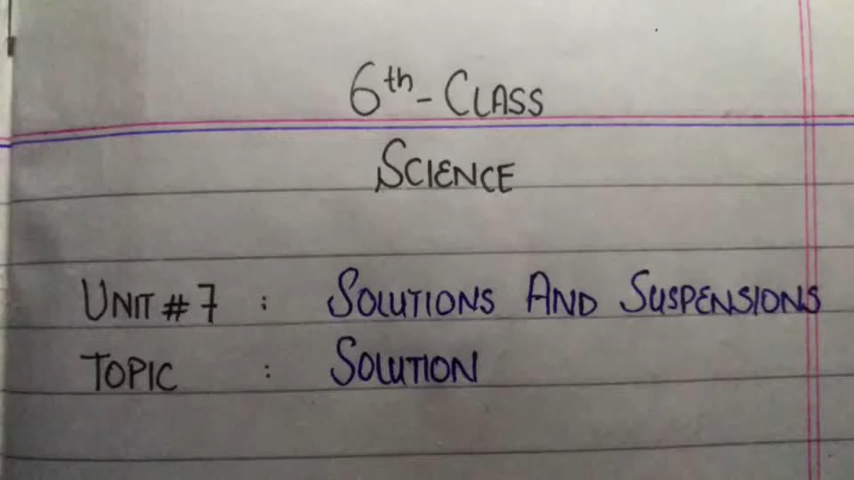 6th - CLASS
SCIENCE
UNIT # 7 : SOLUTIONS AND SUSPENSIONS
TOPIC : SOLUTION